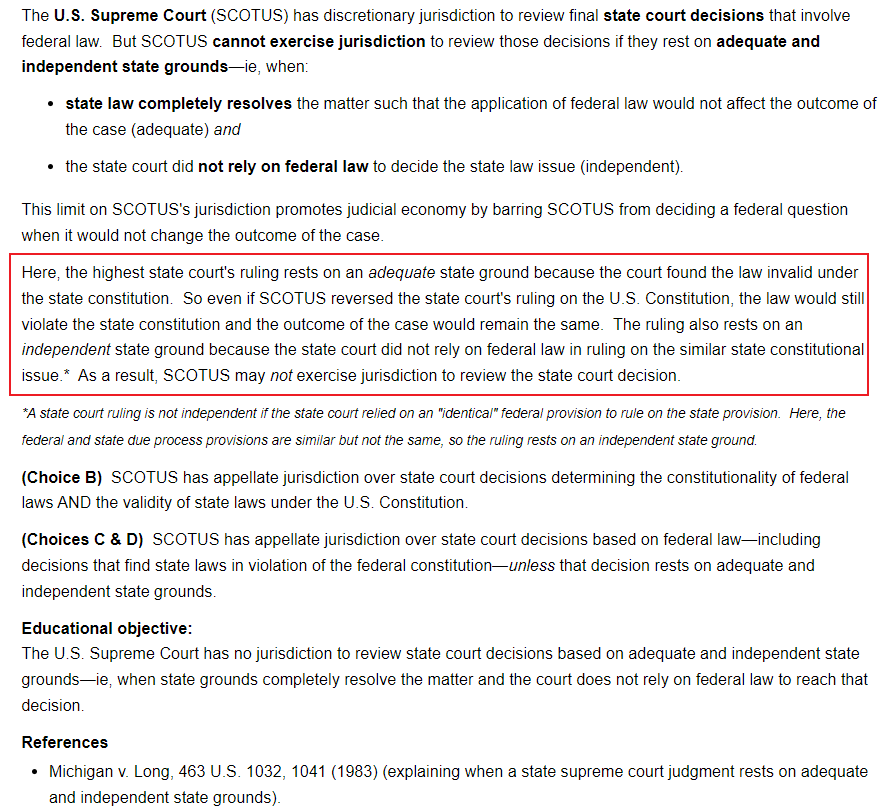 The U.S. Supreme Court (SCOTUS) has discretionary jurisdiction to review final state court decisions that involve
federal law.  But SCOTUS cannot exercise jurisdiction to review those decisions if they rest on adequate and
independent state grounds—ie, when:
• state law completely resolves the matter such that the application of federal law would not affect the outcome of
the case (adequate) and
• the state court did not rely on federal law to decide the state law issue (independent).
This limit on SCOTUS's jurisdiction promotes judicial economy by barring SCOTUS from deciding a federal question
when it would not change the outcome of the case.
Here, the highest state court's ruling rests on an adequate state ground because the court found the law invalid under
the state constitution.  So even if SCOTUS reversed the state court's ruling on the U.S. Constitution, the law would still
violate the state constitution and the outcome of the case would remain the same.  The ruling also rests on an
independent state ground because the state court did not rely on federal law in ruling on the similar state constitutional
issue.*  As a result, SCOTUS may not exercise jurisdiction to review the state court decision.
*A state court ruling is not independent if the state court relied on an "identical" federal provision to rule on the state provision.  Here, the
federal and state due process provisions are similar but not the same, so the ruling rests on an independent state ground.
(Choice B)  SCOTUS has appellate jurisdiction over state court decisions determining the constitutionality of federal
laws AND the validity of state laws under the U.S. Constitution.
(Choices C & D)  SCOTUS has appellate jurisdiction over state court decisions based on federal law—including
decisions that find state laws in violation of the federal constitution—unless that decision rests on adequate and
independent state grounds.
Educational objective:
The U.S. Supreme Court has no jurisdiction to review state court decisions based on adequate and independent state
grounds—ie, when state grounds completely resolve the matter and the court does not rely on federal law to reach that
decision.
References
• Michigan v. Long, 463 U.S. 1032, 1041 (1983) (explaining when a state supreme court judgment rests on adequate
and independent state grounds).